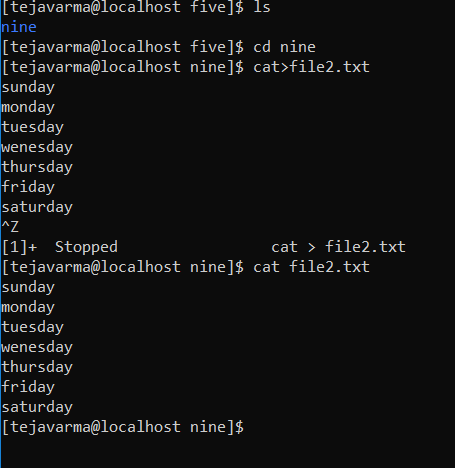 [tejavarma@localhost five]$ ls
nine
[tejavarma@localhost five]$ cd nine
[tejavarma@localhost nine]$ cat>file2.txt
sunday
monday
tuesday
wenesday
thursday
friday
saturday
^Z
[1]+  Stopped                 cat > file2.txt
[tejavarma@localhost nine]$ cat file2.txt
sunday
monday
tuesday
wenesday
thursday
friday
saturday
[tejavarma@localhost nine]$